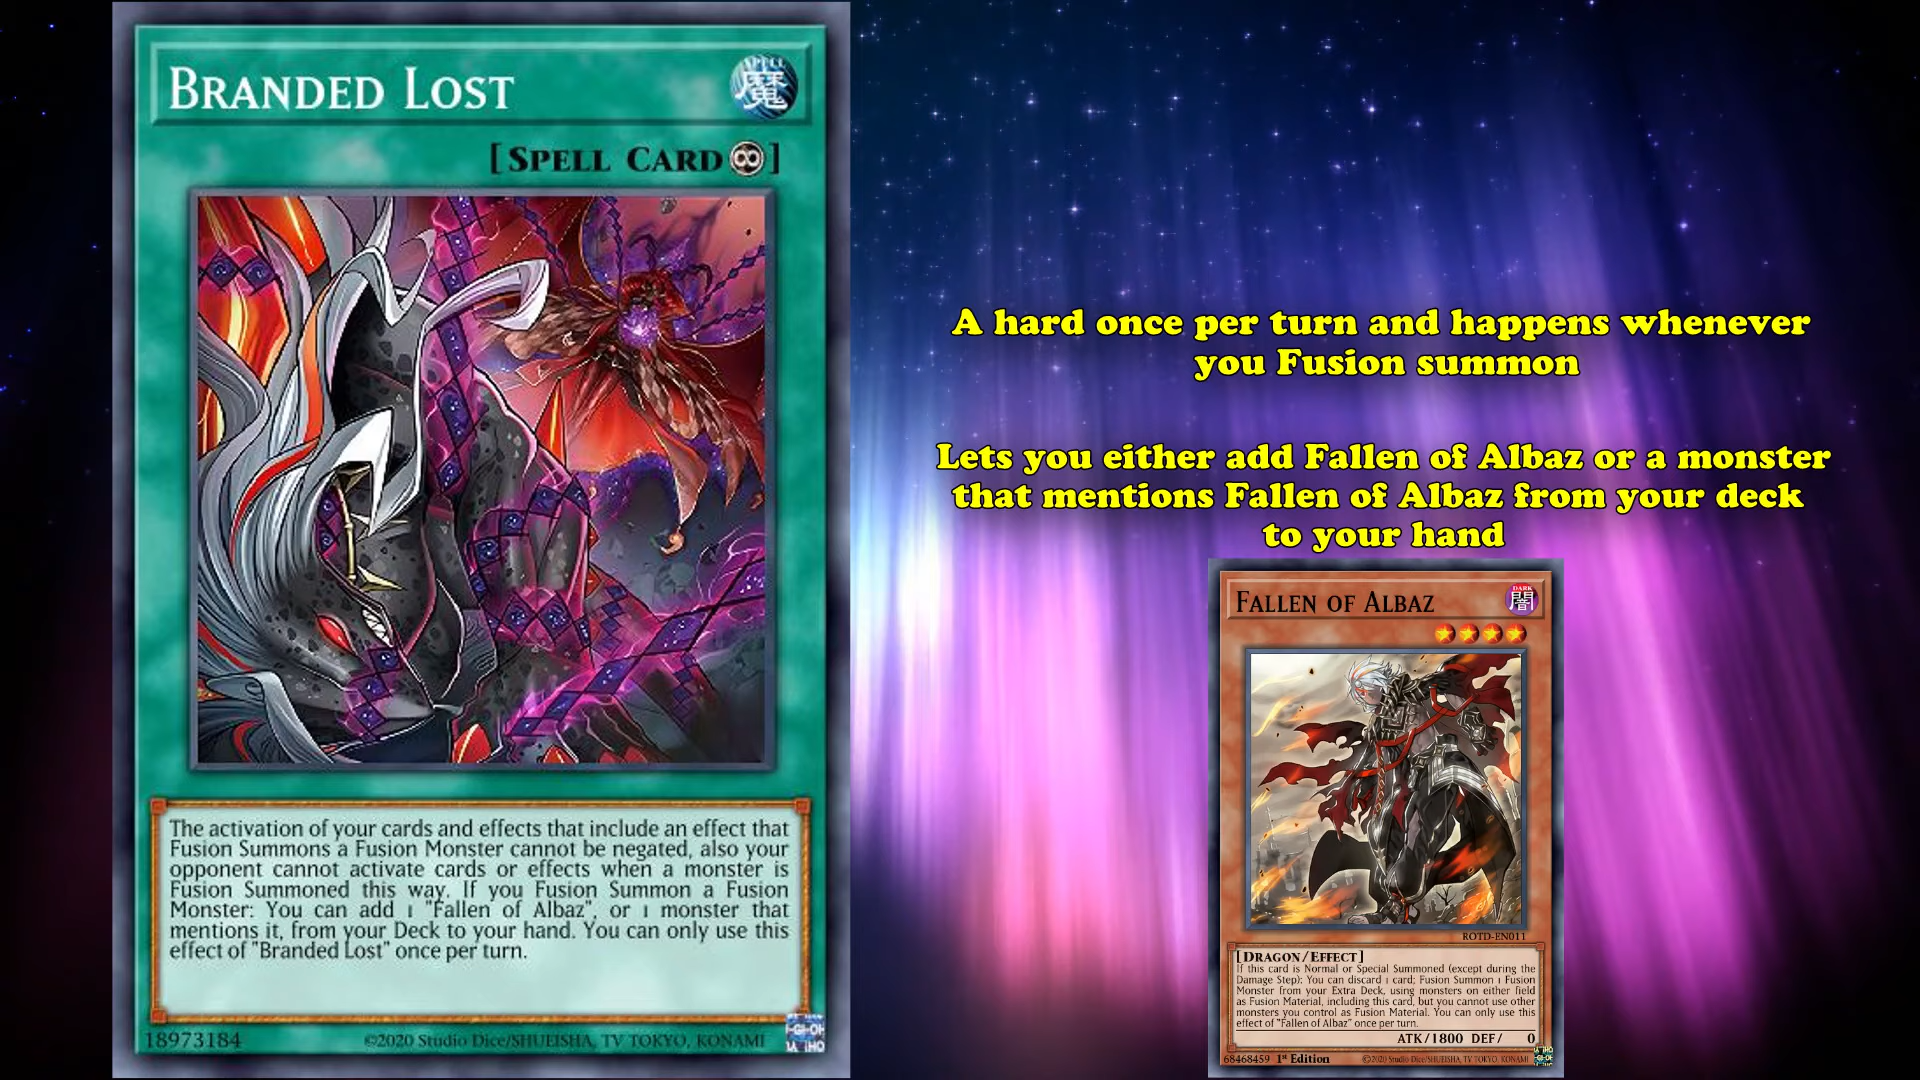 BRANDED LOST
SPELL
魔
[SPELL CARD]
The activation of your cards and effects that include an effect that
Fusion Summons a Fusion Monster cannot be negated, also your
opponent cannot activate cards or effects when a monster is
Fusion Summoned this way. If you Fusion Summon a Fusion
Monster: You can add 1 "Fallen of Albaz", or 1 monster that
mentions it, from your Deck to your hand. You can only use this
effect of "Branded Lost" once per turn.
18973184 ©2020 Studio Dice/SHUEISHA, TV TOKYO, KONAMI
A hard once per turn and happens whenever
you Fusion summon
Lets you either add Fallen of Albaz or a monster
that mentions Fallen of Albaz from your deck
to your hand
FALLEN OF ALBAZ
DARK
闇
ROTD-EN011
[DRAGON/EFFECT]
If this card is Normal or Special Summoned (except during the
Damage Step): You can discard 1 card; Fusion Summon 1 Fusion
Monster from your Extra Deck, using monsters on either field
as Fusion Material, including this card, but you cannot use other
monsters you control as Fusion Material. You can only use this
effect of "Fallen of Albaz" once per turn.
ATK/1800 DEF/ 0
68468459 1st Edition ©2020 Studio Dice/SHUEISHA, TV TOKYO, KONAMI